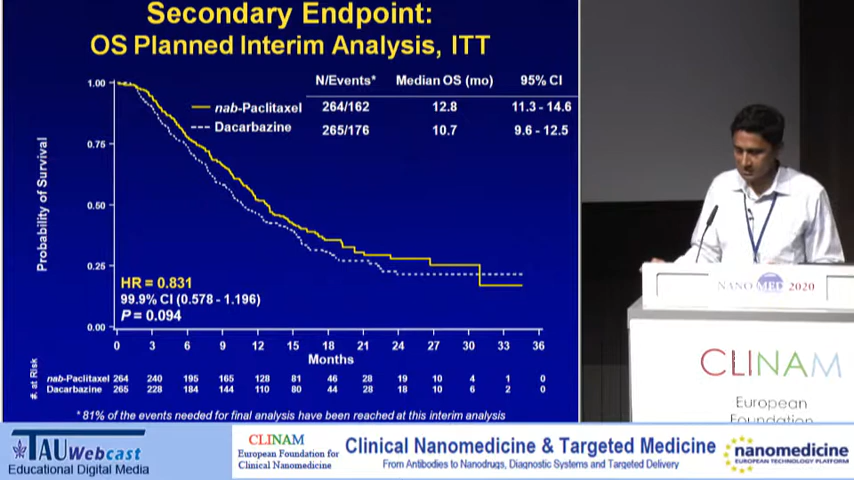 Secondary Endpoint:
OS Planned Interim Analysis, ITT
N/Events* Median OS (mo) 95% CI
nab-Paclitaxel 264/162 12.8 11.3 - 14.6
Dacarbazine 265/176 10.7 9.6 - 12.5
Probability of Survival
1.00
0.75
0.50
0.25
0.00
HR = 0.831
99.9% CI (0.578 - 1.196)
P = 0.094
0 3 6 9 12 15 18 21 24 27 30 33 36
Months
# at Risk
nab-Paclitaxel 264 240 195 165 128 81 46 28 19 10 4 1 0
Dacarbazine 265 228 184 144 110 80 44 28 18 10 6 2 0
* 81% of the events needed for final analysis have been reached at this interim analysis
NANO MED 2020
CLINAM
European
Foundation
TAU Webcast
Educational Digital Media
CLINAM
European Foundation for
Clinical Nanomedicine
Clinical Nanomedicine & Targeted Medicine
From Antibodies to Nanodrugs, Diagnostic Systems and Targeted Delivery
nanomedicine
EUROPEAN TECHNOLOGY PLATFORM